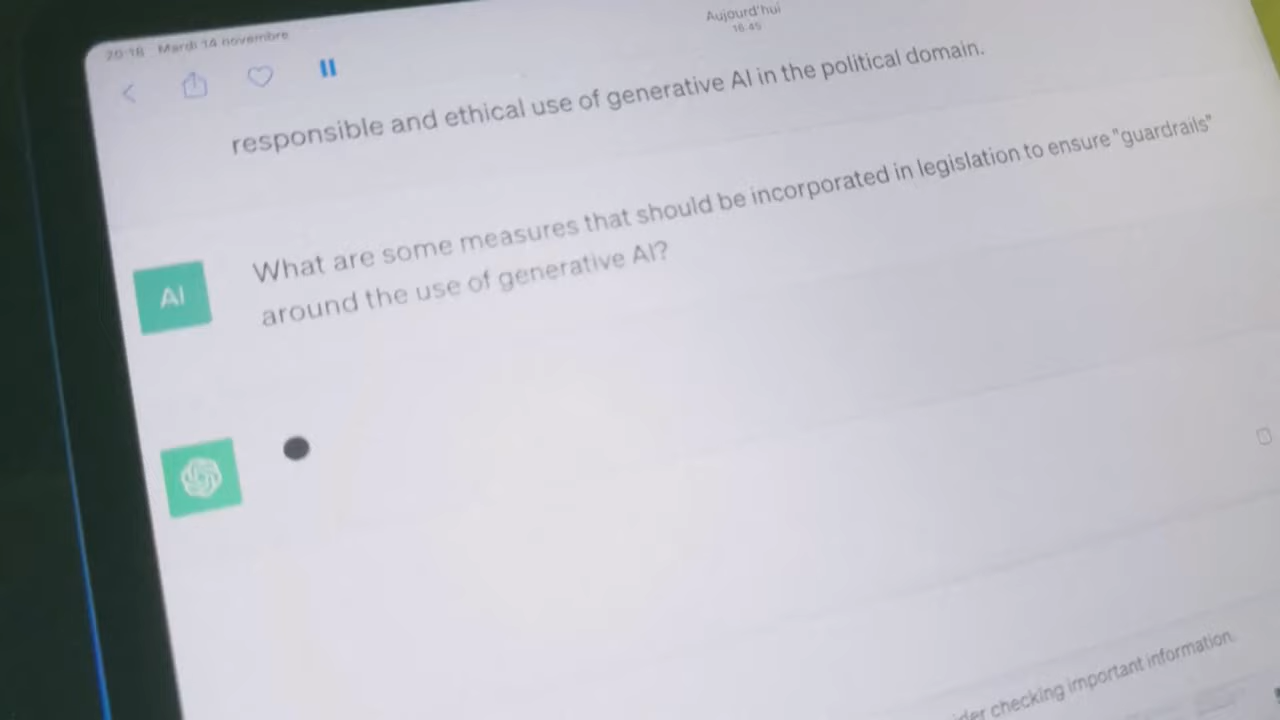 20:18 Mardi 14 novembre
Aujourd'hui
16:45
responsible and ethical use of generative AI in the political domain.
AI
What are some measures that should be incorporated in legislation to ensure "guardrails"
around the use of generative AI?
checking important information.